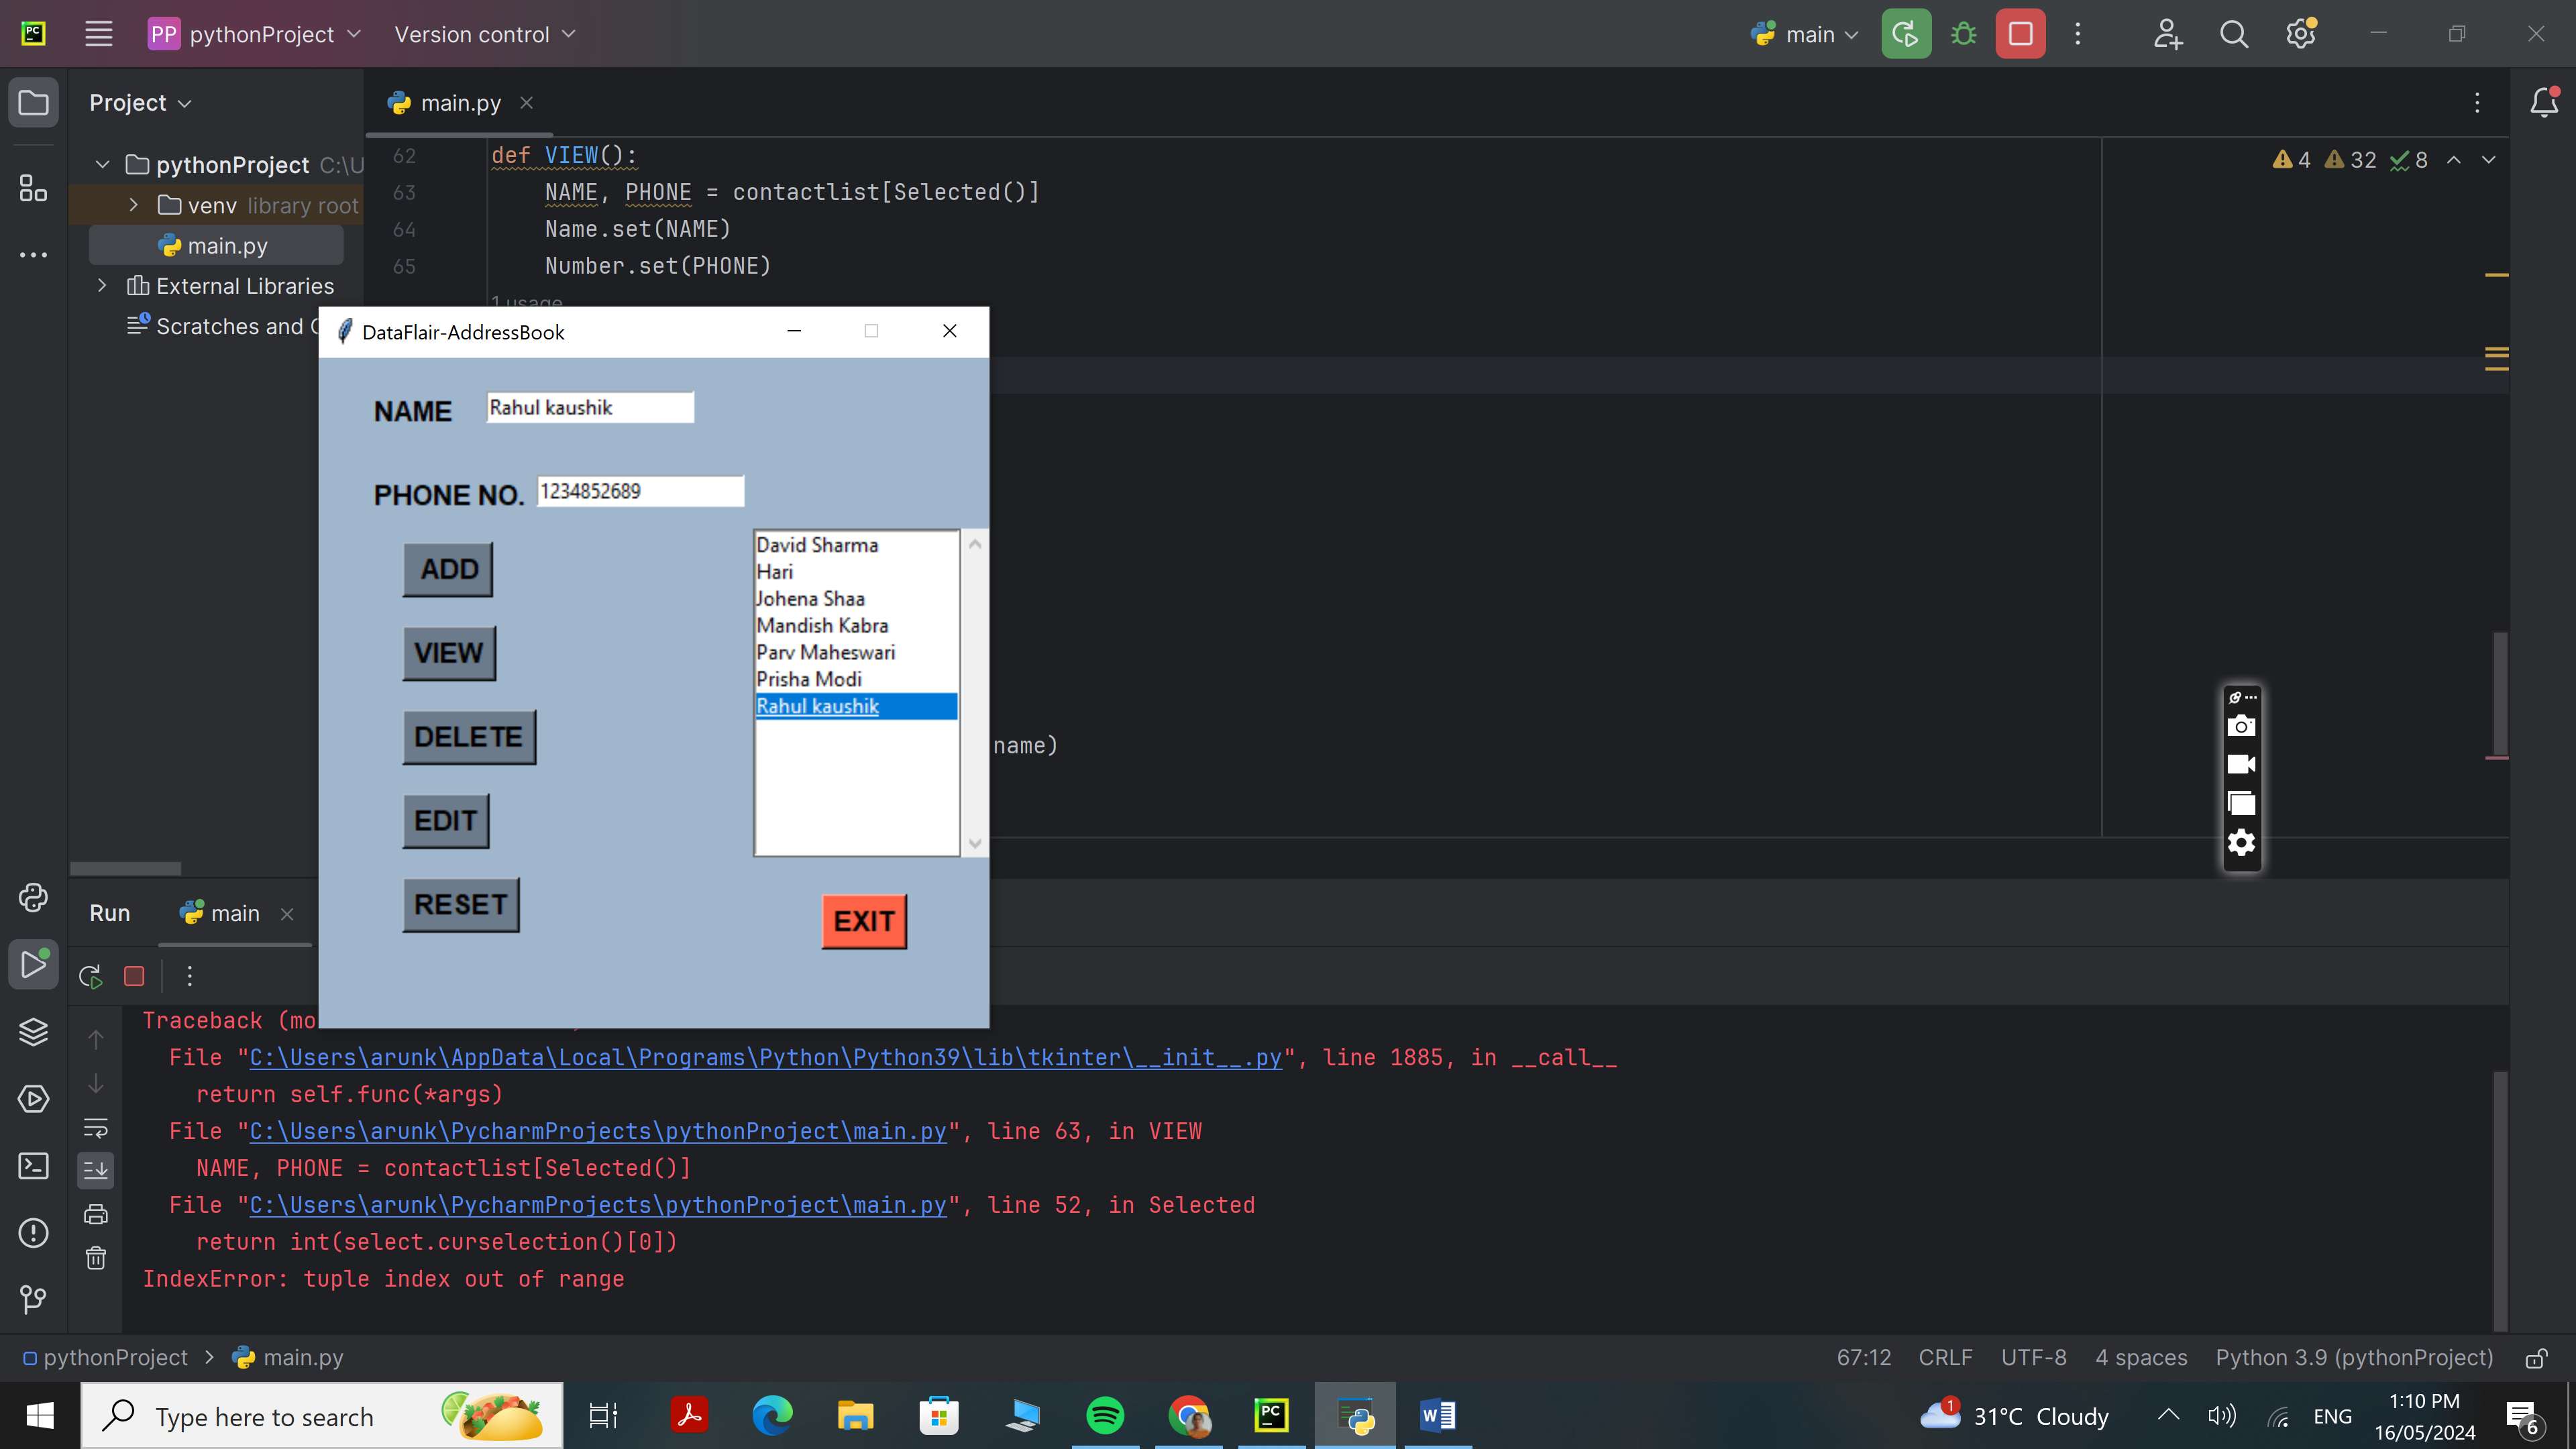 PC
PP pythonProject
Version control
main
Project
main.py
pythonProject C:\U
venv library root
main.py
External Libraries
Scratches and
62 def VIEW():
63 NAME, PHONE = contactlist[Selected()]
64 Name.set(NAME)
65 Number.set(PHONE)
1 usage
4 32 8
name)
DataFlair-AddressBook
NAME Rahul kaushik
PHONE NO. 1234852689
ADD
VIEW
DELETE
EDIT
RESET
David Sharma
Hari
Johena Shaa
Mandish Kabra
Parv Maheswari
Prisha Modi
Rahul kaushik
EXIT
Run main
Traceback (mo
File "C:\Users\arunk\AppData\Local\Programs\Python\Python39\lib\tkinter\__init__.py", line 1885, in __call__
return self.func(*args)
File "C:\Users\arunk\PycharmProjects\pythonProject\main.py", line 63, in VIEW
NAME, PHONE = contactlist[Selected()]
File "C:\Users\arunk\PycharmProjects\pythonProject\main.py", line 52, in Selected
return int(select.curselection()[0])
IndexError: tuple index out of range
pythonProject > main.py
67:12 CRLF UTF-8 4 spaces Python 3.9 (pythonProject)
Type here to search
PC
W
1 31°C Cloudy
ENG
1:10 PM
16/05/2024
6